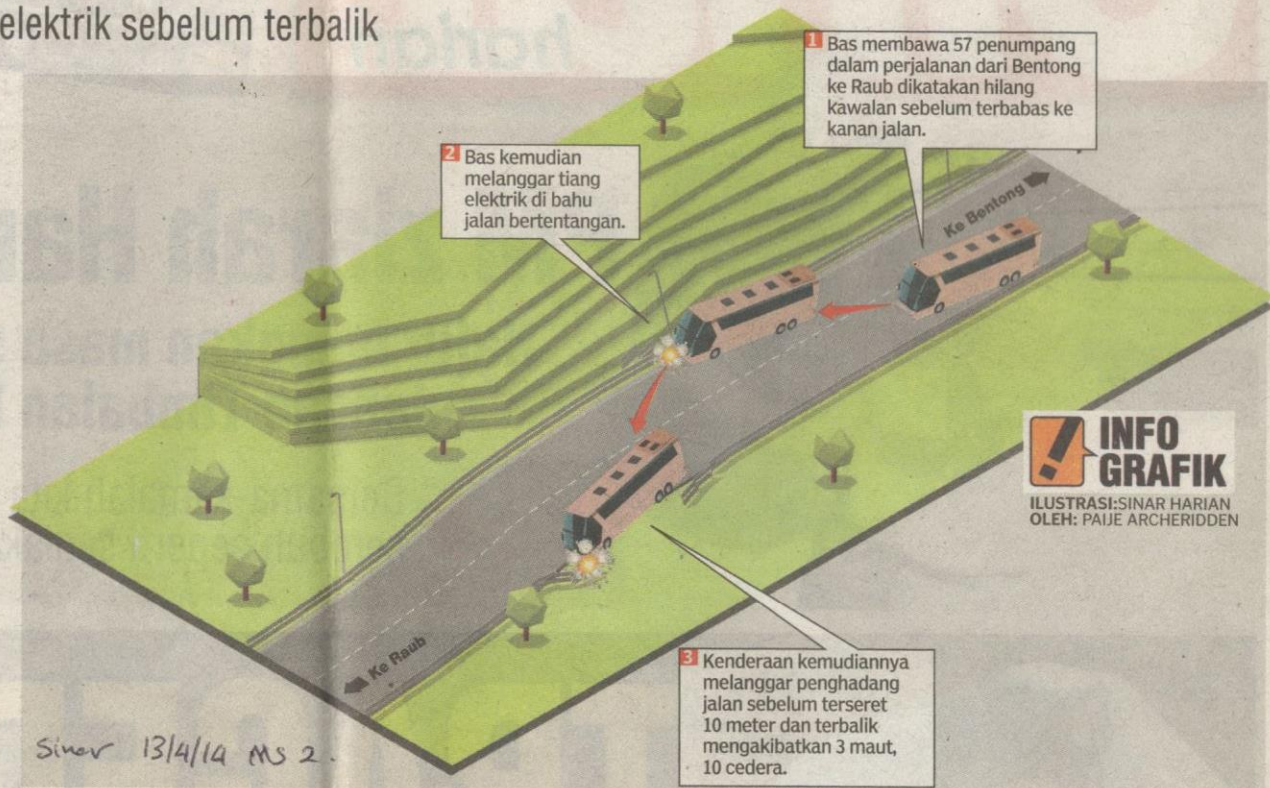 elektrik sebelum terbalik
1 Bas membawa 57 penumpang
dalam perjalanan dari Bentong
ke Raub dikatakan hilang
kawalan sebelum terbabas ke
kanan jalan.
2 Bas kemudian
melanggar tiang
elektrik di bahu
jalan bertentangan.
Ke Bentong
INFO
GRAFIK
ILUSTRASI:SINAR HARIAN
OLEH: PAIJE ARCHERIDDEN
Ke Raub
3 Kenderaan kemudiannya
melanggar penghadang
jalan sebelum terseret
10 meter dan terbalik
mengakibatkan 3 maut,
10 cedera.
Sinar 13/4/14 MS 2.